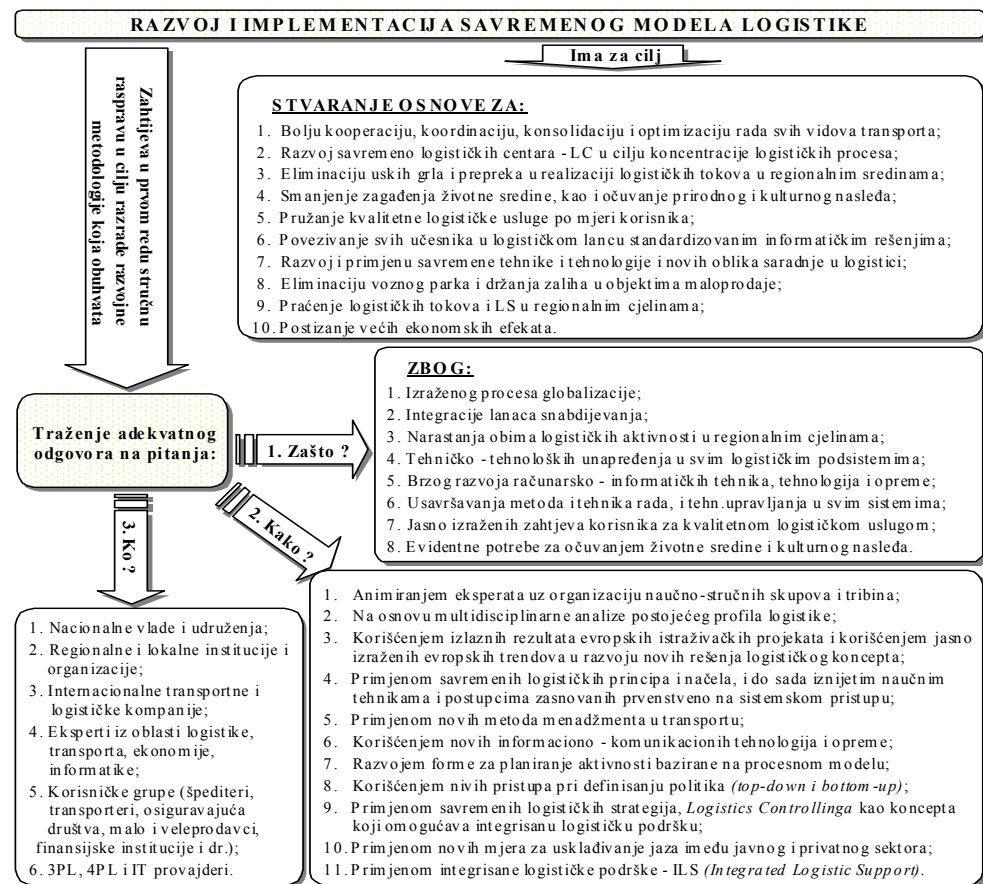 RAZVOJ I IMPLEMENTACIJA SAVREMENOG MODELA LOGISTIKE
Ima za cilj
Zahtijeva u prvom redu stručnu
raspravu u cilju razrade razvojne
metodologije koja obuhvata
STVARANJE OSNOVE ZA:
1. Bolju kooperaciju, koordinaciju, konsolidaciju i optimizaciju rada svih vidova transporta;
2. Razvoj savremeno logističkih centara - LC u cilju koncentracije logističkih procesa;
3. Eliminaciju uskih grla i prepreka u realizaciji logističkih tokova u regionalnim sredinama;
4. Smanjenje zagađenja životne sredine, kao i očuvanje prirodnog i kulturnog nasleđa;
5. Pružanje kvalitetne logističke usluge po mjeri korisnika;
6. Povezivanje svih učesnika u logističkom lancu standardizovanim informatičkim rešenjima;
7. Razvoj i primjenu savremene tehnike i tehnologije i novih oblika saradnje u logistici;
8. Eliminaciju voznog parka i držanja zaliha u objektima maloprodaje;
9. Praćenje logističkih tokova i LS u regionalnim cjelinama;
10. Postizanje većih ekonomskih efekata.
Traženje adekvatnog
odgovora na pitanja:
1. Zašto ?
ZBOG:
1. Izraženog procesa globalizacije;
2. Integracije lanaca snabdijevanja;
3. Narastanja obima logističkih aktivnosti u regionalnim cjelinama;
4. Tehničko - tehnoloških unapređenja u svim logističkim podsistemima;
5. Brzog razvoja računarsko - informatičkih tehnika, tehnologija i opreme;
6. Usavršavanja metoda i tehnika rada, i tehn.upravljanja u svim sistemima;
7. Jasno izraženih zahtjeva korisnika za kvalitetnom logističkom uslugom;
8. Evidentne potrebe za očuvanjem životne sredine i kulturnog nasleđa.
2. Kako ?
1. Animiranjem eksperata uz organizaciju naučno-stručnih skupova i tribina;
2. Na osnovu multidisciplinarne analize postojećeg profila logistike;
3. Korišćenjem izlaznih rezultata evropskih istraživačkih projekata i korišćenjem jasno
izraženih evropskih trendova u razvoju novih rešenja logističkog koncepta;
4. Primjenom savremenih logističkih principa i načela, i do sada iznijetim naučnim
tehnikama i postupcima zasnovanih prvenstveno na sistemskom pristupu;
5. Primjenom novih metoda menadžmenta u transportu;
6. Korišćenjem novih informaciono - komunikacionih tehnologija i opreme;
7. Razvojem forme za planiranje aktivnosti bazirane na procesnom modelu;
8. Korišćenjem nivih pristupa pri definisanju politika (top-down i bottom-up);
9. Primjenom savremenih logističkih strategija, Logistics Controllinga kao koncepta
koji omogućava integrisanu logističku podršku;
10. Primjenom novih mjera za usklađivanje jaza između javnog i privatnog sektora;
11. Primjenom integrisane logističke podrške - ILS (Integrated Logistic Support).
3. Ko ?
1. Nacionalne vlade i udruženja;
2. Regionalne i lokalne institucije i
organizacije;
3. Internacionalne transportne i
logističke kompanije;
4. Eksperti iz oblasti logistike,
transporta, ekonomije,
informatike;
5. Korisničke grupe (špediteri,
transporteri, osiguravajuća
društva, malo i veleprodavci,
finansijske institucije i dr.);
6. 3PL, 4PL i IT provajderi.